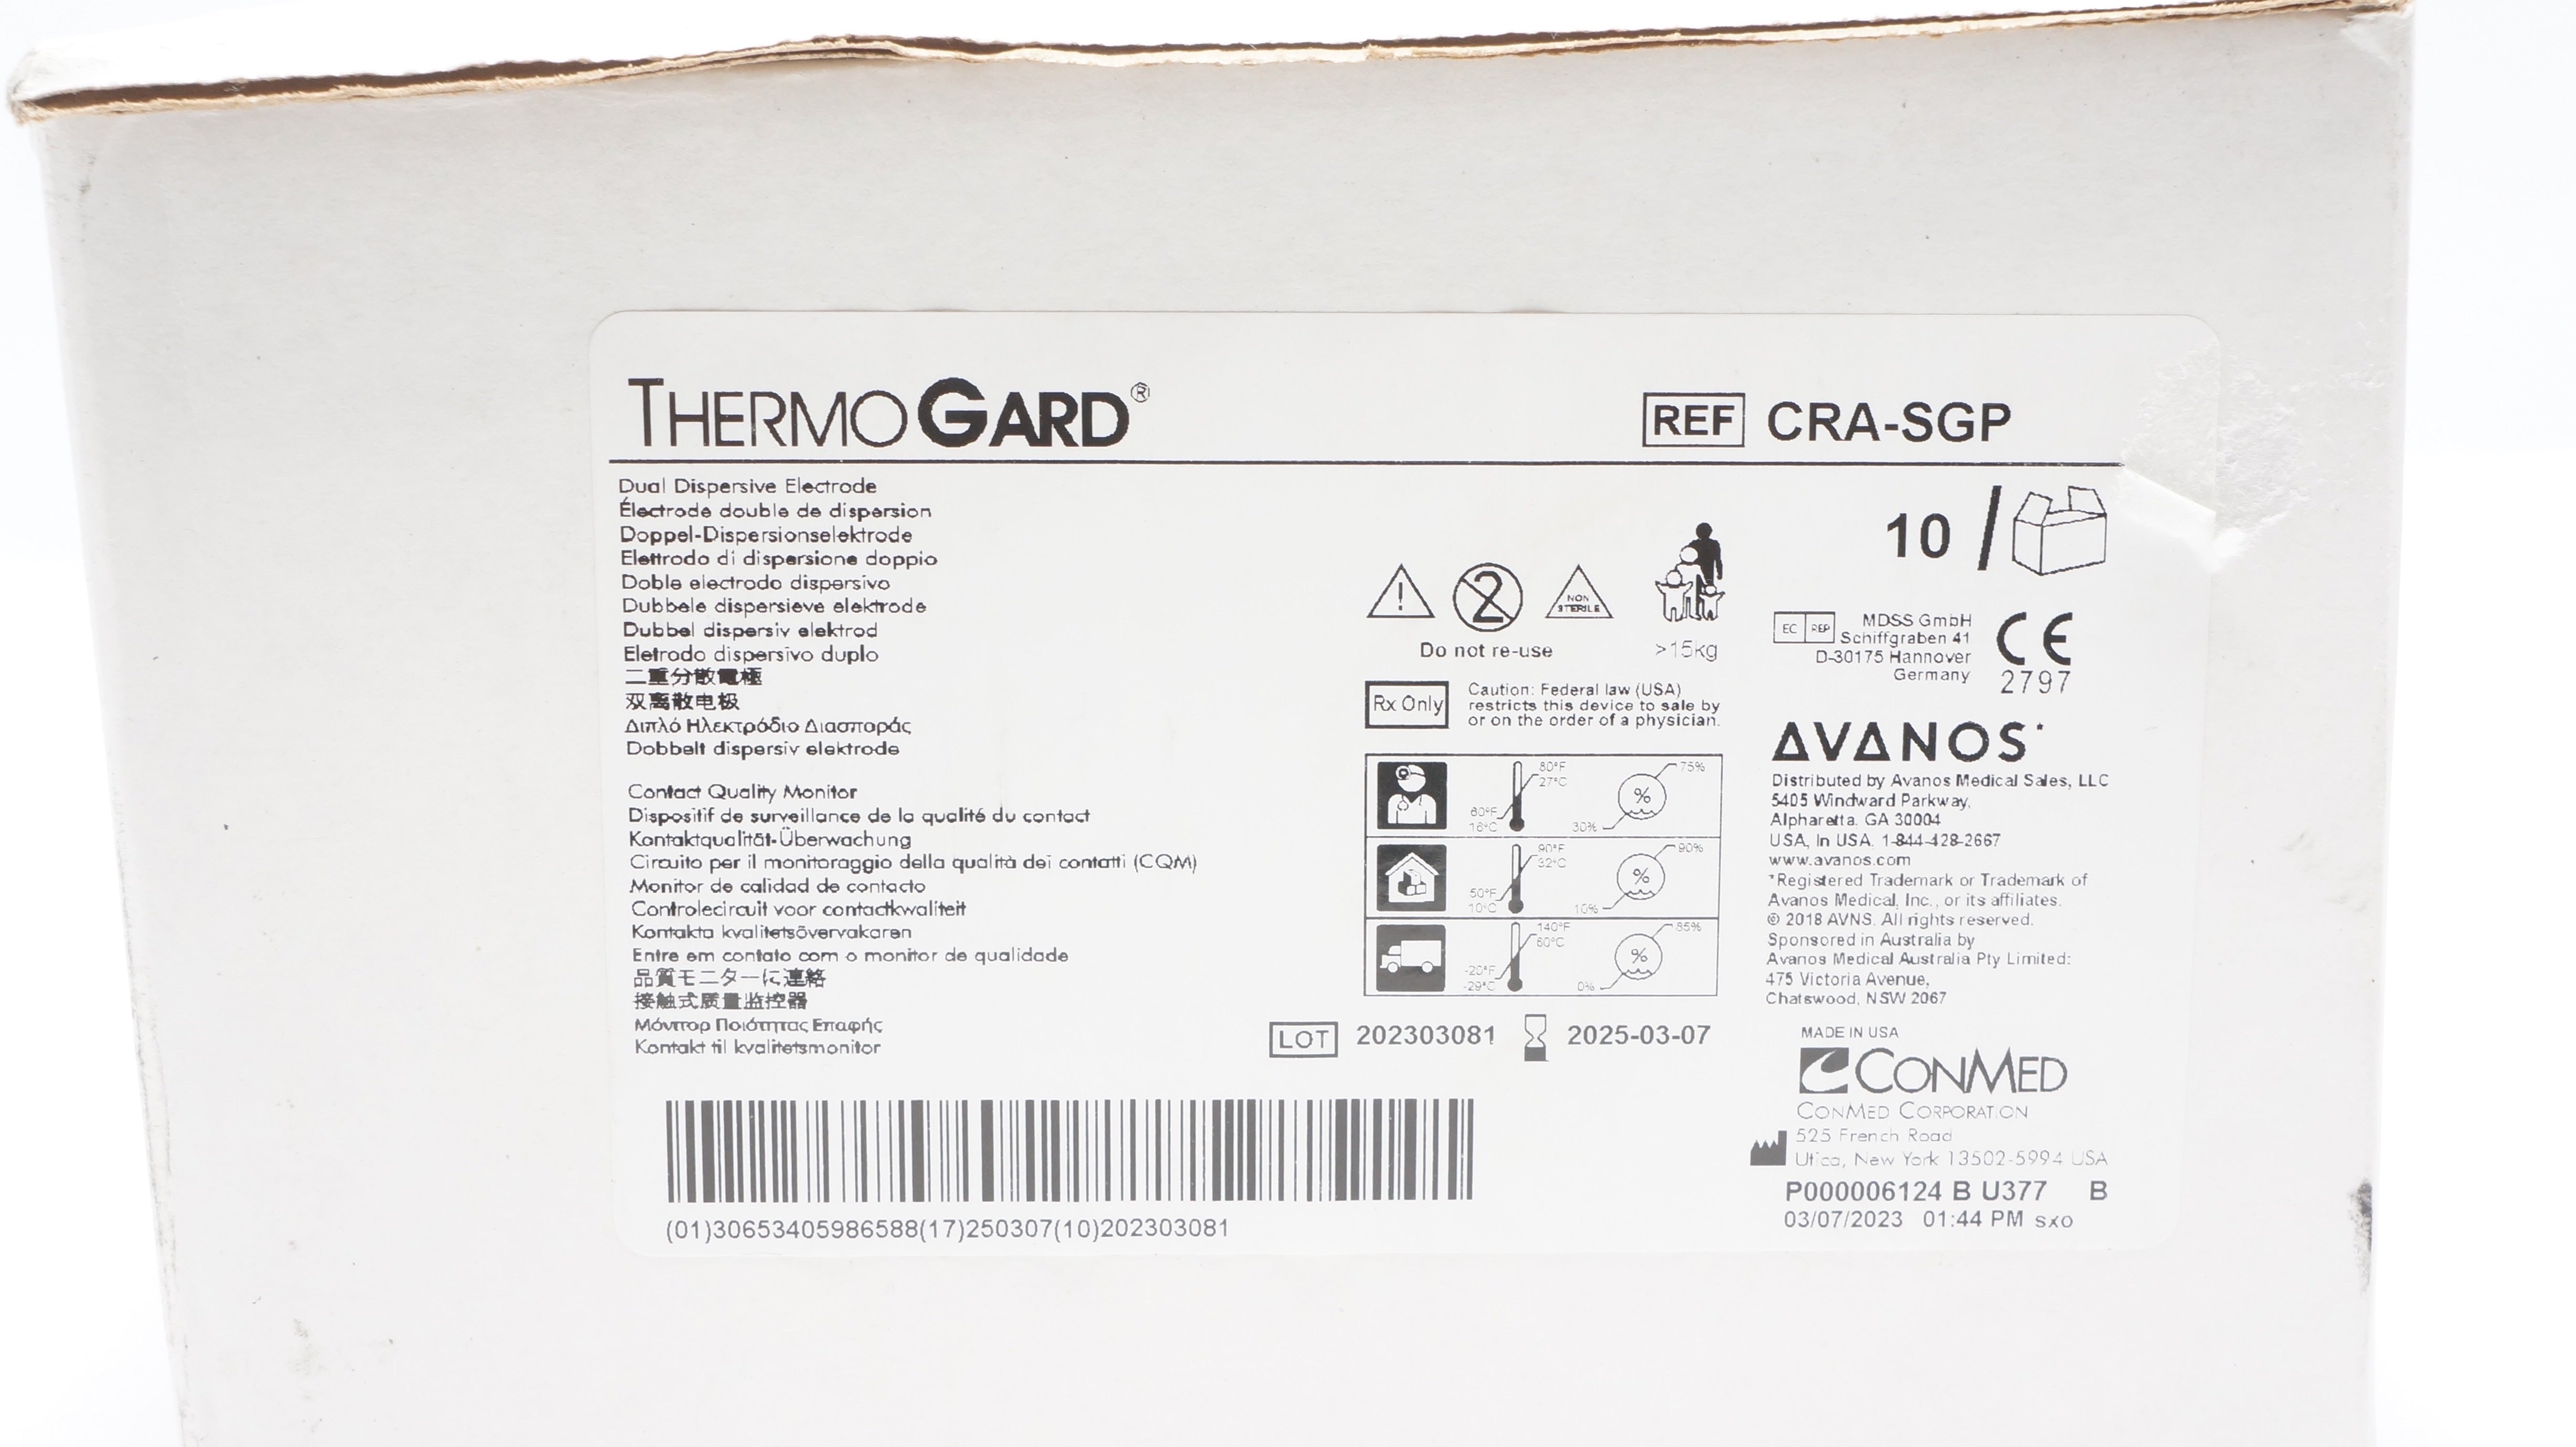 THERMOGARD®
REF CRA-SGP
Dual Dispersive Electrode
Électrode double de dispersion
Doppel-Dispersionselektrode
Elettrodo di dispersione doppio
Doble electrodo dispersivo
Dubbele dispersieve elektrode
Dubbel dispersiv elektrod
Eletrodo dispersivo duplo
二重分散電極
双离散电极
Διπλό Ηλεκτρόδιο Διασποράς
Dobbelt dispersiv elektrode
Contact Quality Monitor
Dispositif de surveillance de la qualité du contact
Kontaktqualität-Überwachung
Circuito per il monitoraggio della qualità dei contatti (CQM)
Monitor de calidad de contacto
Controlecircuit voor contactkwaliteit
Kontakta kvalitetsövervakaren
Entre em contato com o monitor de qualidade
品質モニターに連絡
接触式质量监控器
Μόνιτορ Ποιότητας Επαφής
Kontakt til kvalitetsmonitor
10 /
! 2 NON STERILE
Do not re-use
>15kg
Rx Only
Caution: Federal law (USA)
restricts this device to sale by
or on the order of a physician.
80°F
27°C
60°F
16°C
75%
%
30%
90°F
32°C
50°F
10°C
90%
%
10%
140°F
60°C
-20°F
-29°C
85%
%
0%
LOT 202303081 2025-03-07
EC REP MDSS GmbH
Schiffgraben 41
D-30175 Hannover
Germany
CE
2797
AVANOS*
Distributed by Avanos Medical Sales, LLC
5405 Windward Parkway,
Alpharetta. GA 30004
USA, In USA. 1-844-428-2667
www.avanos.com
*Registered Trademark or Trademark of
Avanos Medical, Inc., or its affiliates.
© 2018 AVNS. All rights reserved.
Sponsored in Australia by
Avanos Medical Australia Pty Limited:
475 Victoria Avenue,
Chatswood, NSW 2067
MADE IN USA
CONMED
CONMED CORPORATION
525 French Road
Utica, New York 13502-5994 USA
P000006124 B U377 B
03/07/2023 01:44 PM sxo
(01)30653405986588(17)250307(10)202303081